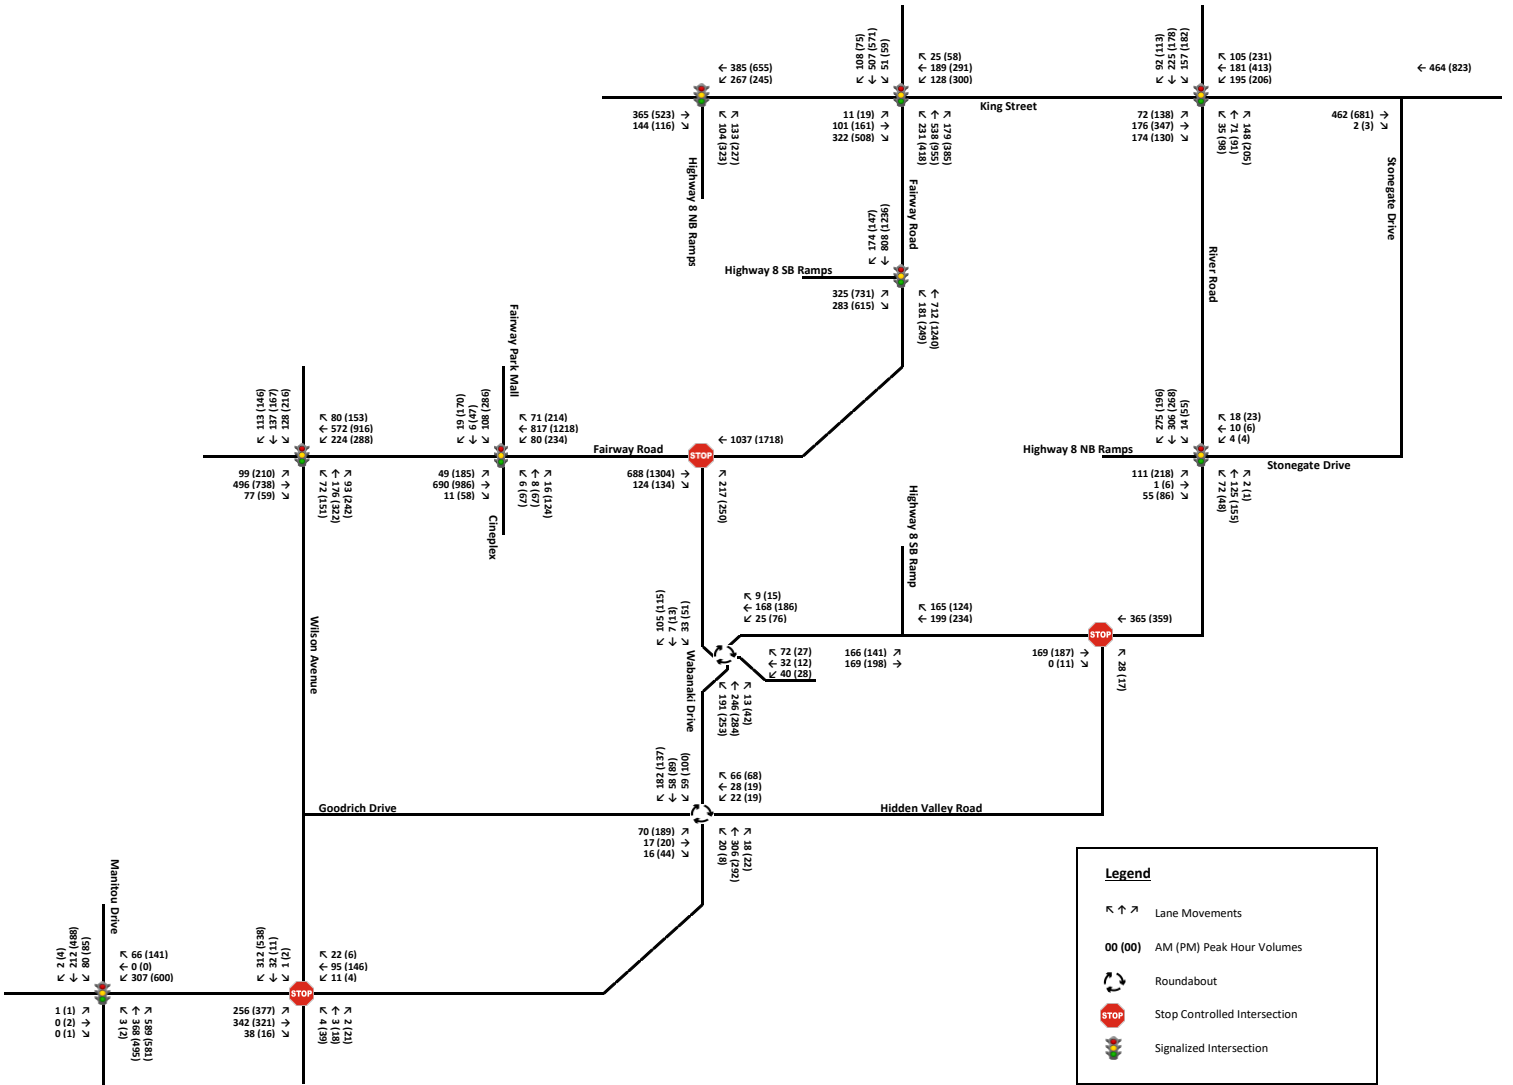 108 (75)
507 (571)
51 (59)
↙ ↓ ↘
↖ 25 (58)
← 189 (291)
↙ 128 (300)
92 (113)
225 (178)
157 (182)
↙ ↓ ↘
↖ 105 (231)
← 181 (413)
↙ 195 (206)
← 464 (823)
← 385 (655)
↙ 267 (245)
King Street
365 (523) →
144 (116) ↘
↖ ↗
104 (323)
133 (227)
11 (19) ↗
101 (161) →
322 (508) ↘
↖ ↑ ↗
231 (418)
538 (955)
179 (385)
72 (138) ↗
176 (347) →
174 (130) ↘
↖ ↑ ↗
35 (98)
71 (91)
148 (205)
462 (681) →
2 (3) ↘
Highway 8 NB Ramps
Fairway Road
Stonegate Drive
174 (147)
808 (1236)
↙ ↓
Highway 8 SB Ramps
River Road
325 (731) ↗
283 (615) ↘
↖ ↑
181 (249)
712 (1240)
Fairway Park Mall
113 (146)
137 (167)
128 (216)
↙ ↓ ↘
↖ 80 (153)
← 572 (916)
↙ 224 (288)
19 (170)
6 (47)
108 (286)
↙ ↓ ↘
↖ 71 (214)
← 817 (1218)
↙ 80 (234)
Fairway Road
STOP
← 1037 (1718)
275 (196)
306 (268)
14 (5)
↙ ↓ ↘
↖ 18 (23)
← 10 (6)
↙ 4 (4)
Highway 8 NB Ramps
Stonegate Drive
99 (210) ↗
496 (738) →
77 (59) ↘
↖ ↑ ↗
72 (151)
176 (322)
93 (242)
49 (185) ↗
690 (986) →
11 (58) ↘
↖ ↑ ↗
6 (67)
8 (67)
16 (124)
Cineplex
688 (1304) →
124 (134) ↘
↗
217 (250)
111 (218) ↗
1 (6) →
55 (86) ↘
↖ ↑ ↗
72 (48)
125 (155)
2 (1)
Highway 8 SB Ramp
105 (115)
7 (13)
33 (51)
↙ ↓ ↘
↖ 9 (15)
← 168 (186)
↙ 25 (76)
↖ 165 (124)
← 199 (234)
STOP
← 365 (359)
Wilson Avenue
Wabanaki Drive
↖ 72 (27)
← 32 (12)
↙ 40 (28)
166 (141) ↗
169 (198) →
169 (187) →
0 (11) ↘
↗
28 (17)
↖ ↑ ↗
191 (253)
246 (284)
13 (42)
182 (137)
58 (89)
59 (100)
↙ ↓ ↘
↖ 66 (68)
← 28 (19)
↙ 22 (19)
Goodrich Drive
Hidden Valley Road
70 (189) ↗
17 (20) →
16 (44) ↘
↖ ↑ ↗
20 (8)
306 (292)
18 (22)
Manitou Drive
2 (4)
212 (488)
80 (85)
↙ ↓ ↘
↖ 66 (141)
← 0 (0)
↙ 307 (600)
312 (538)
32 (11)
1 (2)
↙ ↓ ↘
↖ 22 (6)
← 95 (146)
↙ 11 (4)
STOP
1 (1) ↗
0 (2) →
0 (1) ↘
↖ ↑ ↗
3 (2)
368 (495)
589 (581)
256 (377) ↗
342 (321) →
38 (16) ↘
↖ ↑ ↗
4 (39)
3 (18)
2 (21)
Legend
↖ ↑ ↗ Lane Movements
00 (00) AM (PM) Peak Hour Volumes
Roundabout
STOP Stop Controlled Intersection
Signalized Intersection